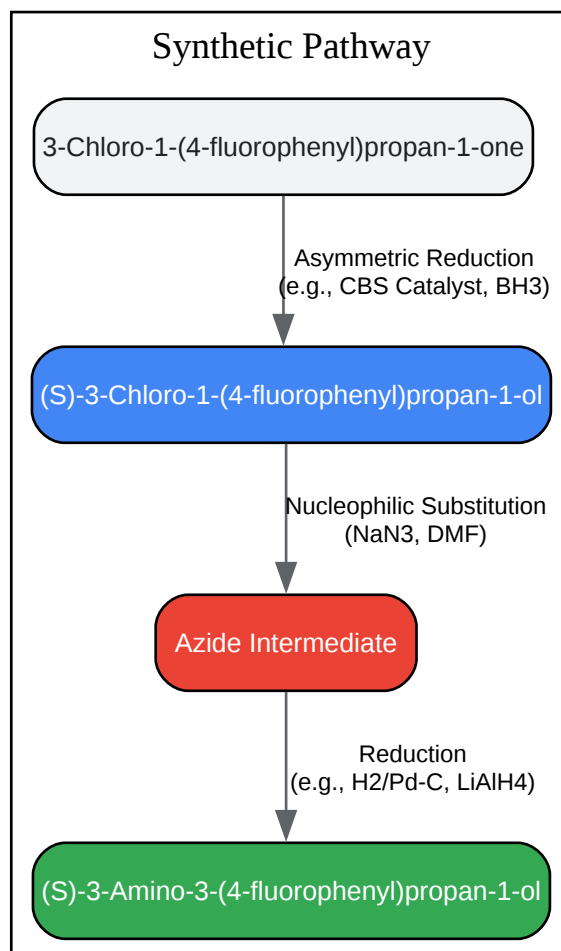 Synthetic Pathway
3-Chloro-1-(4-fluorophenyl)propan-1-one
Asymmetric Reduction
(e.g., CBS Catalyst, BH3)
(S)-3-Chloro-1-(4-fluorophenyl)propan-1-ol
Nucleophilic Substitution
(NaN3, DMF)
Azide Intermediate
Reduction
(e.g., H2/Pd-C, LiAlH4)
(S)-3-Amino-3-(4-fluorophenyl)propan-1-ol